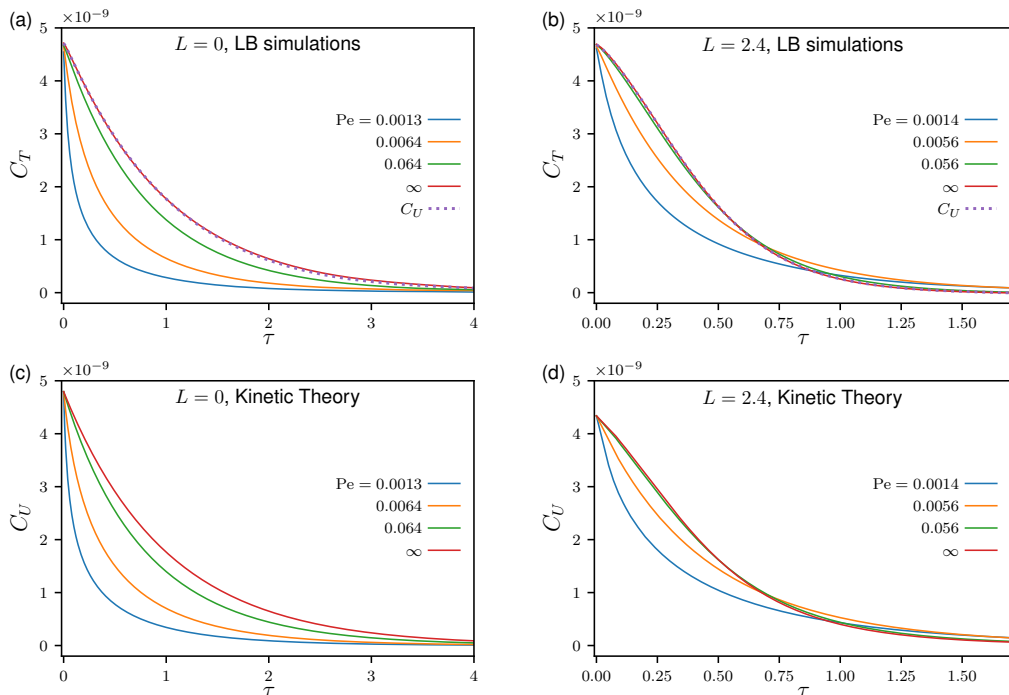 (a)
×10⁻⁹
L = 0, LB simulations
5
4
3
2
1
0
C_T
Pe = 0.0013
0.0064
0.064
∞
C_U
0 1 2 3 4
τ
(b)
×10⁻⁹
L = 2.4, LB simulations
5
4
3
2
1
0
C_T
Pe = 0.0014
0.0056
0.056
∞
C_U
0.00 0.25 0.50 0.75 1.00 1.25 1.50
τ
(c)
×10⁻⁹
L = 0, Kinetic Theory
5
4
3
2
1
0
C_U
Pe = 0.0013
0.0064
0.064
∞
0 1 2 3 4
τ
(d)
×10⁻⁹
L = 2.4, Kinetic Theory
5
4
3
2
1
0
C_U
Pe = 0.0014
0.0056
0.056
∞
0.00 0.25 0.50 0.75 1.00 1.25 1.50
τ